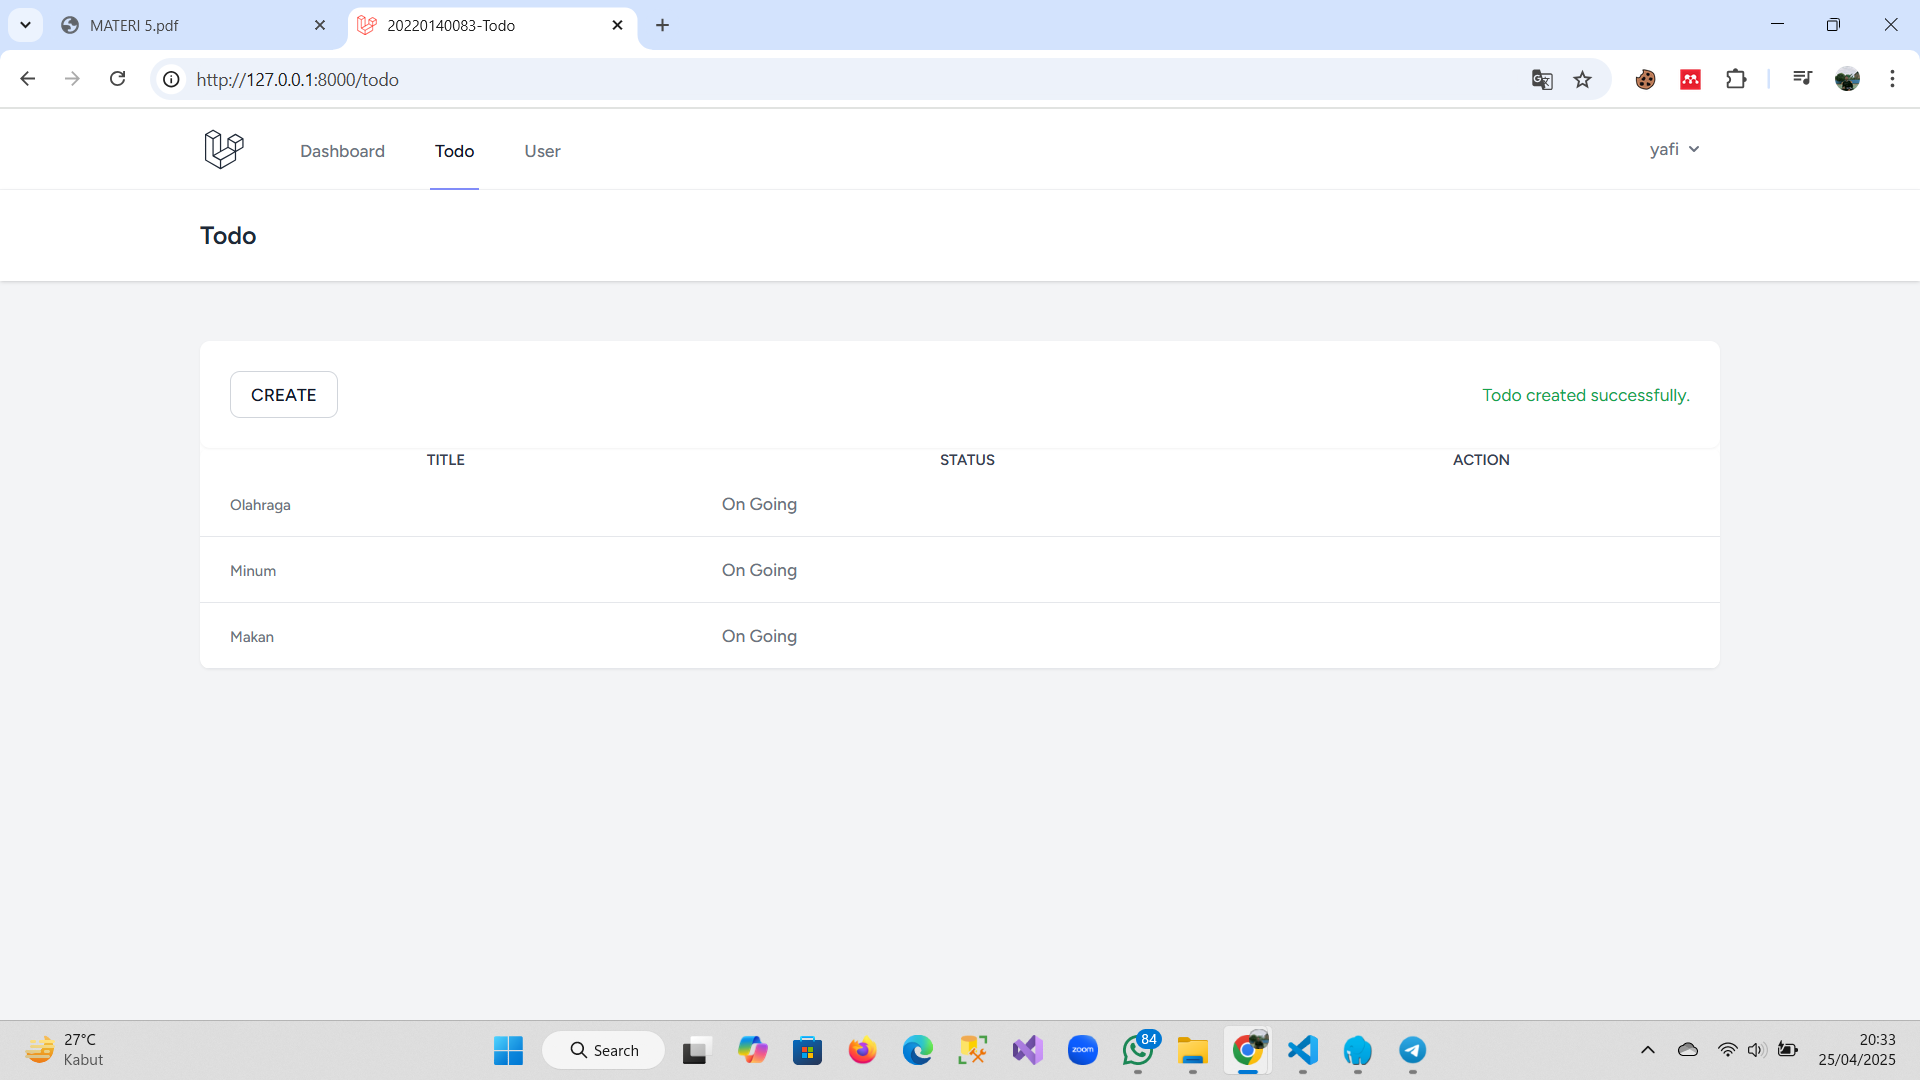 MATERI 5.pdf
20220140083-Todo
http://127.0.0.1:8000/todo
Dashboard
Todo
User
yafi
Todo
CREATE
Todo created successfully.
TITLE
STATUS
ACTION
Olahraga
On Going
Minum
On Going
Makan
On Going
27°C
Kabut
Search
zoom
84
20:33
25/04/2025